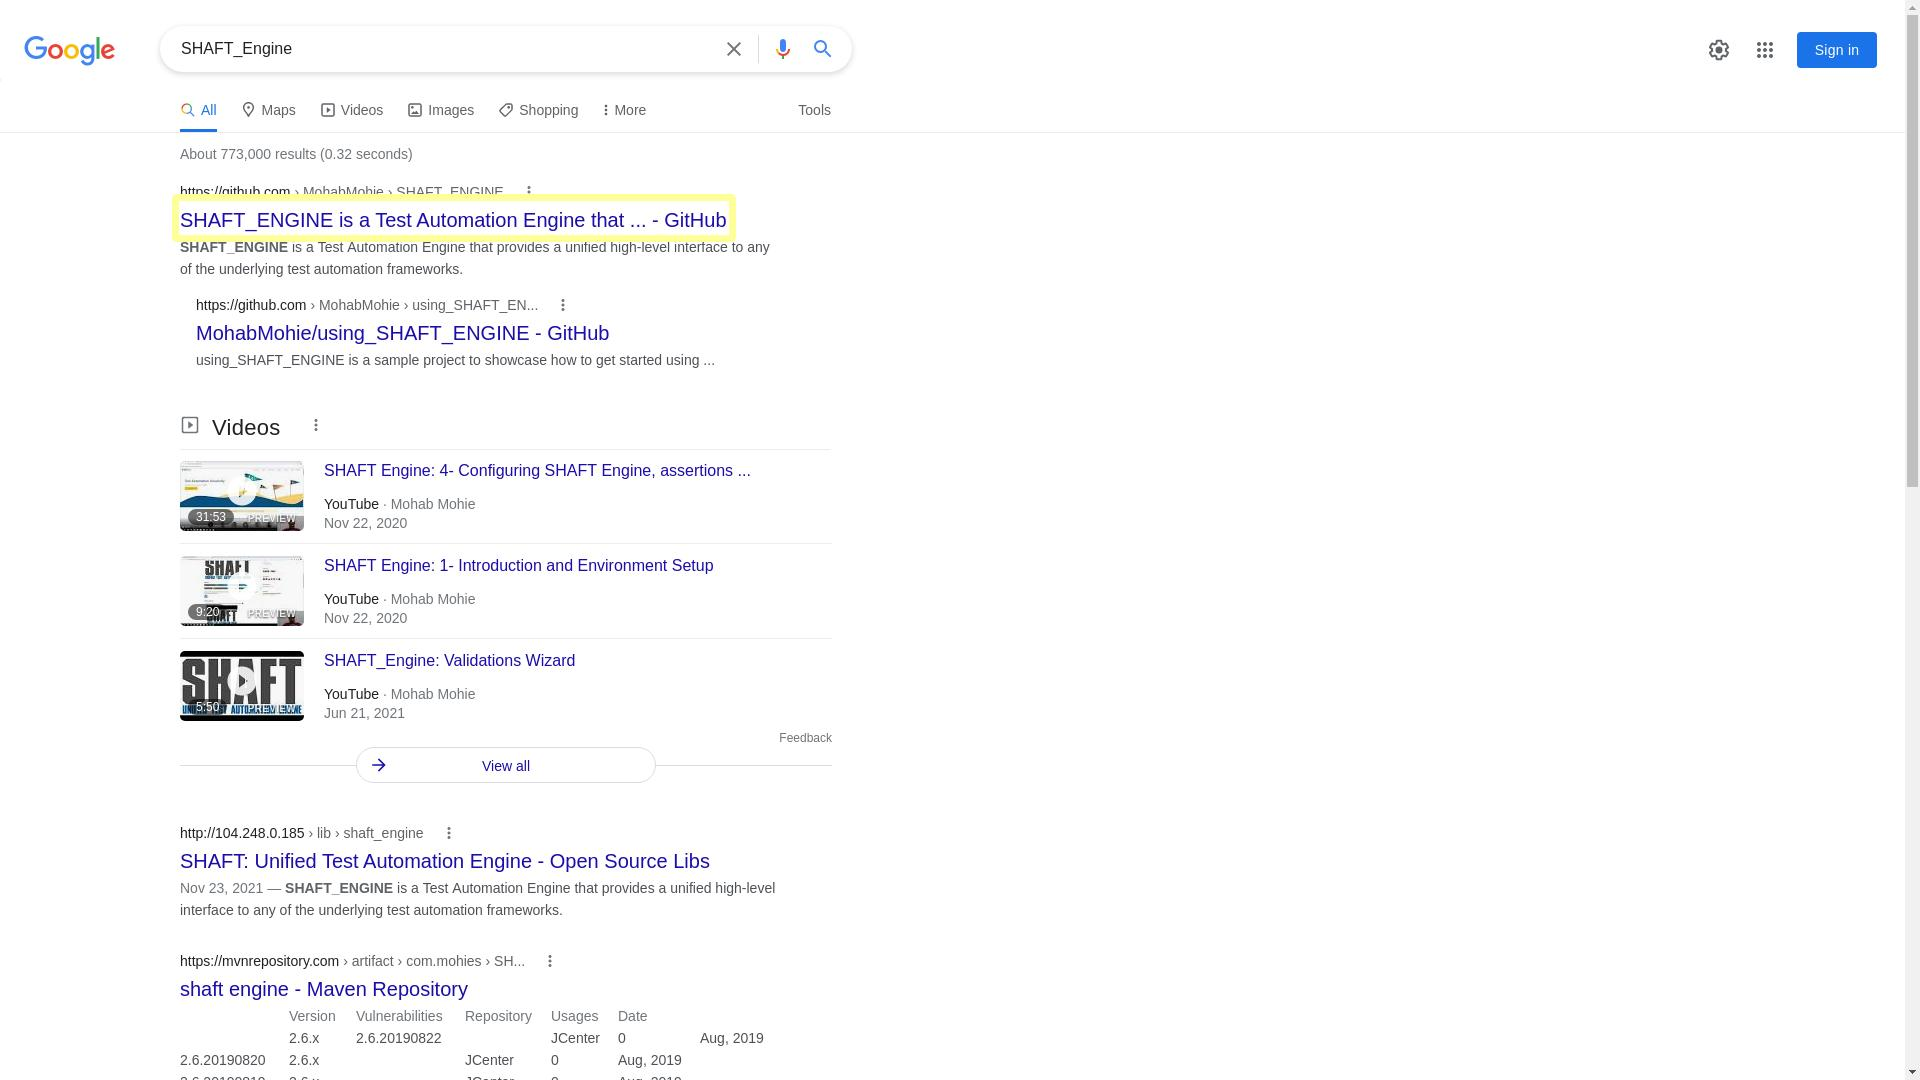 Google
SHAFT_Engine
Sign in
All
Maps
Videos
Images
Shopping
More
Tools
About 773,000 results (0.32 seconds)
https://github.com › MohabMohie › SHAFT_ENGINE
SHAFT_ENGINE is a Test Automation Engine that ... - GitHub
SHAFT_ENGINE is a Test Automation Engine that provides a unified high-level interface to any
of the underlying test automation frameworks.
https://github.com › MohabMohie › using_SHAFT_EN...
MohabMohie/using_SHAFT_ENGINE - GitHub
using_SHAFT_ENGINE is a sample project to showcase how to get started using ...
Videos
SHAFT Engine: 4- Configuring SHAFT Engine, assertions ...
31:53
PREVIEW
YouTube · Mohab Mohie
Nov 22, 2020
SHAFT Engine: 1- Introduction and Environment Setup
SHAFT
9:20
PREVIEW
YouTube · Mohab Mohie
Nov 22, 2020
SHAFT_Engine: Validations Wizard
SHAFT
5:50
PREVIEW
YouTube · Mohab Mohie
Jun 21, 2021
Feedback
View all
http://104.248.0.185 › lib › shaft_engine
SHAFT: Unified Test Automation Engine - Open Source Libs
Nov 23, 2021 — SHAFT_ENGINE is a Test Automation Engine that provides a unified high-level
interface to any of the underlying test automation frameworks.
https://mvnrepository.com › artifact › com.mohies › SH...
shaft engine - Maven Repository
Version Vulnerabilities Repository Usages Date
2.6.x 2.6.20190822 JCenter 0 Aug, 2019
2.6.20190820 2.6.x JCenter 0 Aug, 2019